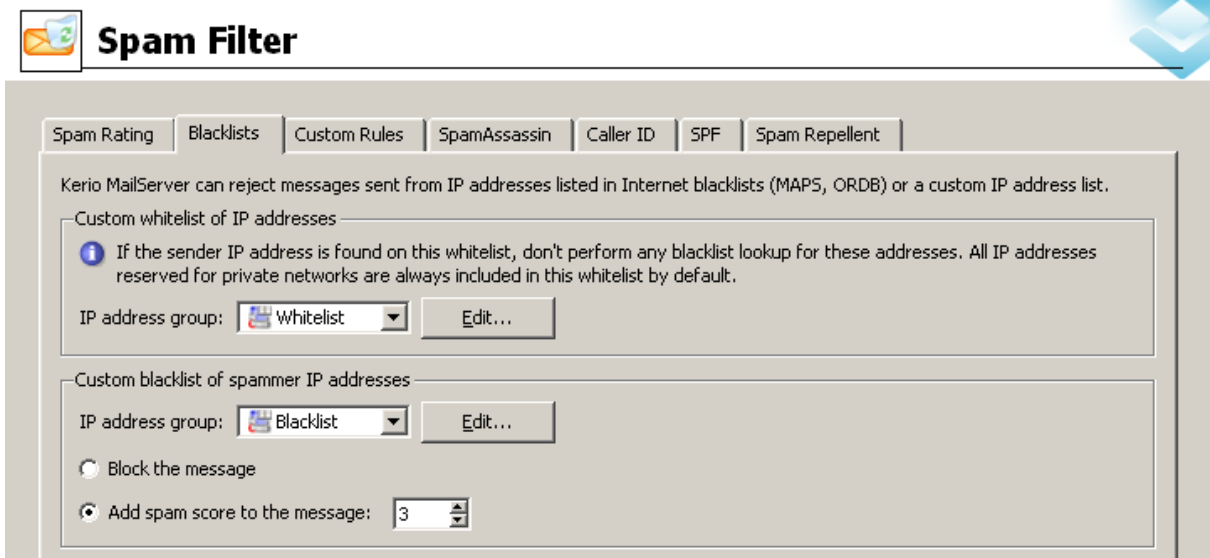 Spam Filter
Spam Rating Blacklists Custom Rules SpamAssassin Caller ID SPF Spam Repellent
Kerio MailServer can reject messages sent from IP addresses listed in Internet blacklists (MAPS, ORDB) or a custom IP address list.
Custom whitelist of IP addresses
If the sender IP address is found on this whitelist, don't perform any blacklist lookup for these addresses. All IP addresses
reserved for private networks are always included in this whitelist by default.
IP address group: Whitelist Edit...
Custom blacklist of spammer IP addresses
IP address group: Blacklist Edit...
Block the message
Add spam score to the message: 3